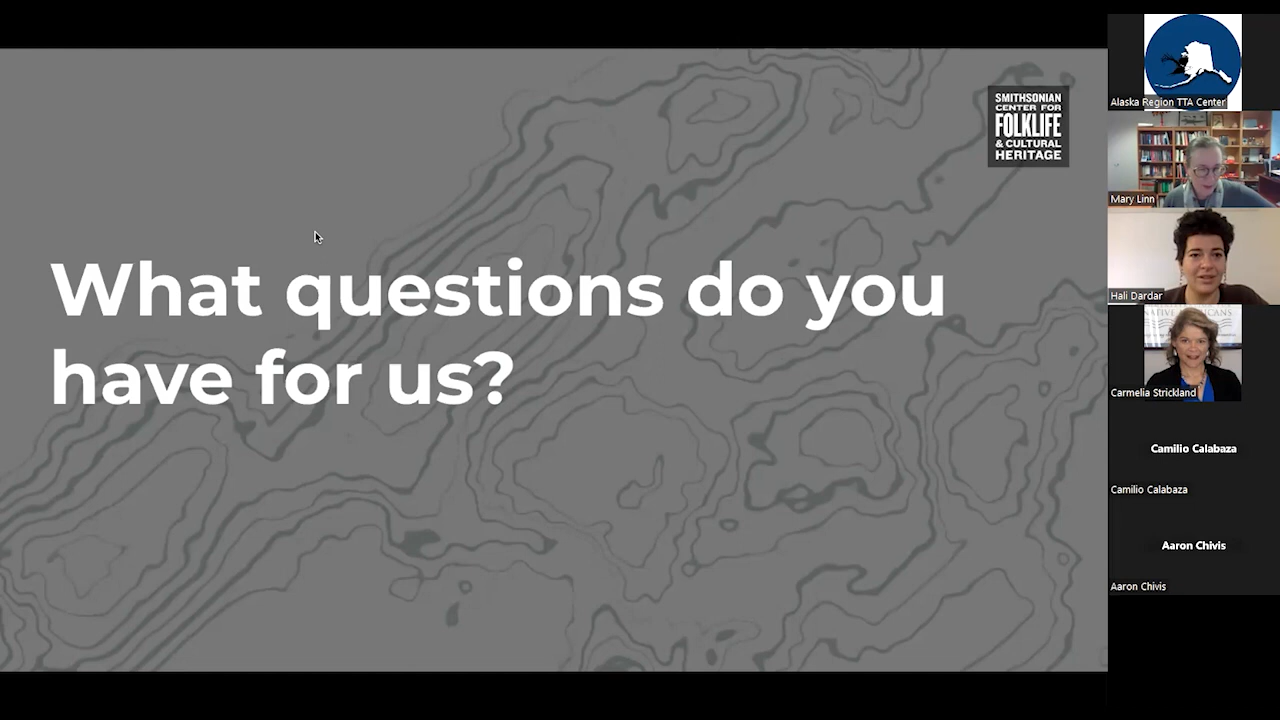 SMITHSONIAN
CENTER FOR
FOLKLIFE
& CULTURAL
HERITAGE
What questions do you
have for us?
Alaska Region TTA Center
Mary Linn
Hali Dardar
Carmelia Strickland
Camilio Calabaza
Camilio Calabaza
Aaron Chivis
Aaron Chivis